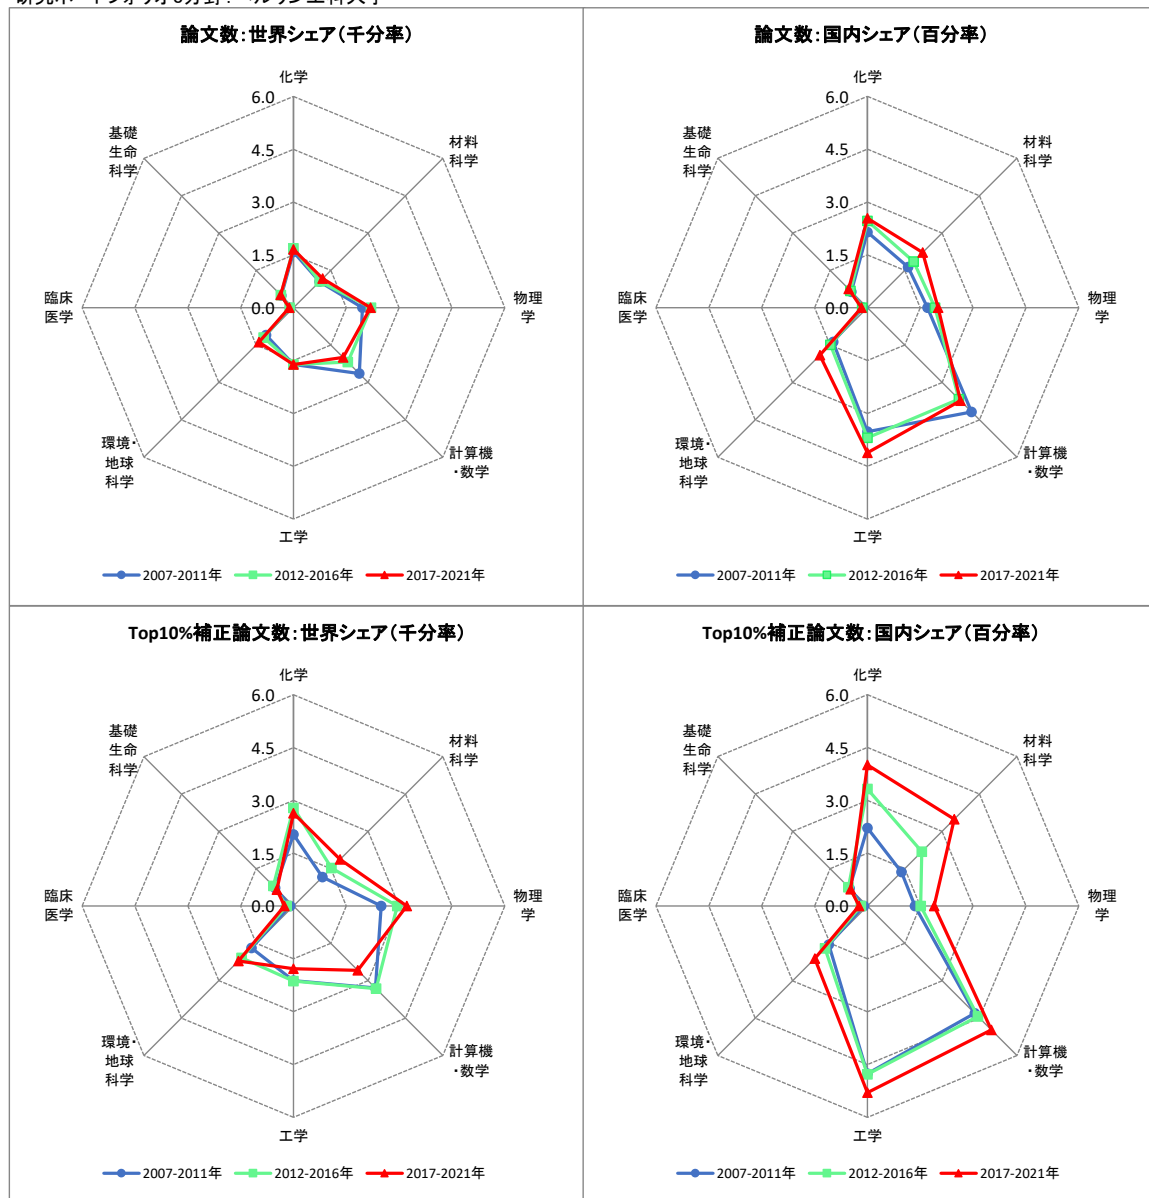 論文数:世界シェア(千分率)
化学
6.0
4.5
3.0
1.5
0.0
材料
科学
物理
学
計算機
・数学
工学
環境・
地球
科学
臨床
医学
基礎
生命
科学
2007-2011年 2012-2016年 2017-2021年
論文数:国内シェア(百分率)
化学
6.0
4.5
3.0
1.5
0.0
材料
科学
物理
学
計算機
・数学
工学
環境・
地球
科学
臨床
医学
基礎
生命
科学
2007-2011年 2012-2016年 2017-2021年
Top10%補正論文数:世界シェア(千分率)
化学
6.0
4.5
3.0
1.5
0.0
材料
科学
物理
学
計算機
・数学
工学
環境・
地球
科学
臨床
医学
基礎
生命
科学
2007-2011年 2012-2016年 2017-2021年
Top10%補正論文数:国内シェア(百分率)
化学
6.0
4.5
3.0
1.5
0.0
材料
科学
物理
学
計算機
・数学
工学
環境・
地球
科学
臨床
医学
基礎
生命
科学
2007-2011年 2012-2016年 2017-2021年